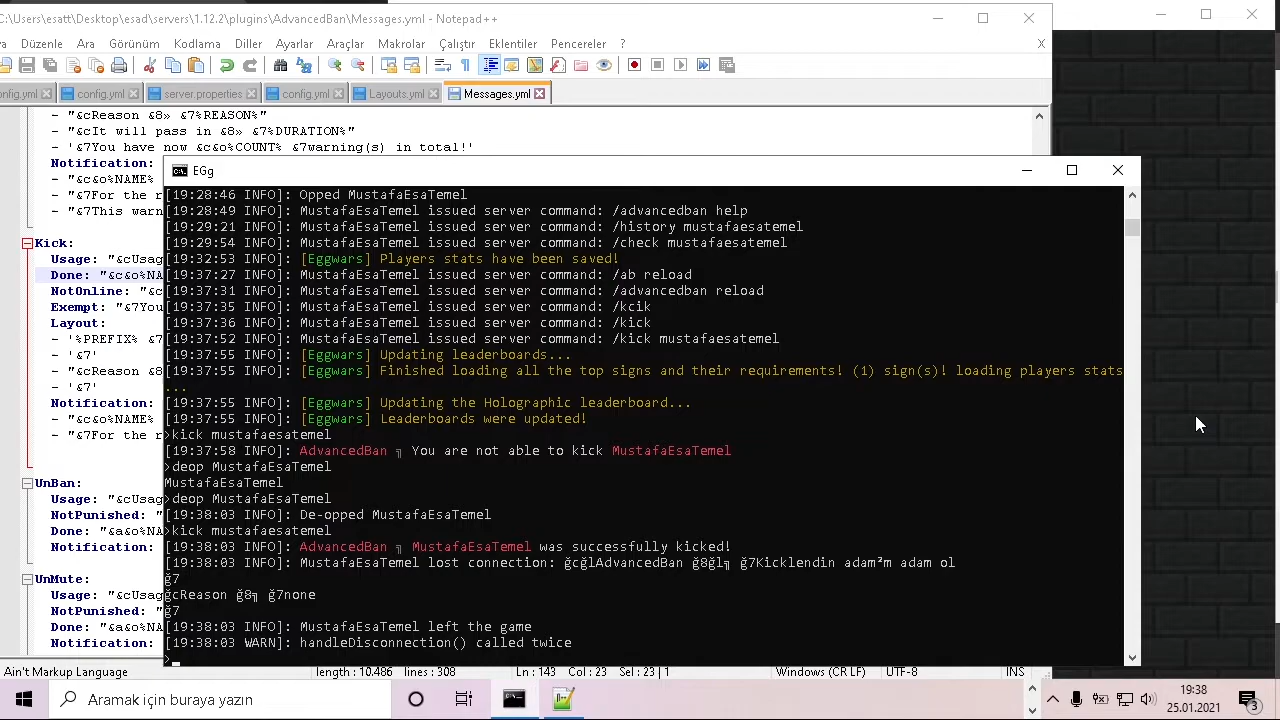 C:\Users\esatt\Desktop\esad\servers\1.12.2\plugins\AdvancedBan\Messages.yml - Notepad++
Düzenle Ara Görünüm Kodlama Diller Ayarlar Araçlar Makrolar Çalıştır Eklentiler Pencereler ? X
config.yml config.yml server.properties config.yml Layouts.yml Messages.yml
- "&cReason &8» &7%REASON%"
- "&cIt will pass in &8» &7%DURATION%"
- '&7You have now &c&o%COUNT% &7warning(s) in total!'
Notification:
- "&c&o%NAME%
- "&7For the r
- "&7This warn
Kick:
Usage: "&cUsag
Done: "&c&o%NA
NotOnline: "&c&o
Exempt: "&7You
Layout:
- '%PREFIX% &7
- '&7'
- "&cReason &8
- '&7'
Notification:
- "&c&o%NAME%
- "&7For the r
UnBan:
Usage: "&cUsag
NotPunished: "
Done: "&a&o%NA
Notification:
UnMute:
Usage: "&cUsag
NotPunished: "
Done: "&a&o%NA
Notification:
EGg
[19:28:46 INFO]: Opped MustafaEsaTemel
[19:28:49 INFO]: MustafaEsaTemel issued server command: /advancedban help
[19:29:21 INFO]: MustafaEsaTemel issued server command: /history mustafaesatemel
[19:29:54 INFO]: MustafaEsaTemel issued server command: /check mustafaesatemel
[19:32:53 INFO]: [Eggwars] Players stats have been saved!
[19:37:27 INFO]: MustafaEsaTemel issued server command: /ab reload
[19:37:31 INFO]: MustafaEsaTemel issued server command: /advancedban reload
[19:37:35 INFO]: MustafaEsaTemel issued server command: /kcik
[19:37:36 INFO]: MustafaEsaTemel issued server command: /kick
[19:37:52 INFO]: MustafaEsaTemel issued server command: /kick mustafaesatemel
[19:37:55 INFO]: [Eggwars] Updating leaderboards...
[19:37:55 INFO]: [Eggwars] Finished loading all the top signs and their requirements! (1) sign(s)! loading players stats
...
[19:37:55 INFO]: [Eggwars] Updating the Holographic leaderboard...
[19:37:55 INFO]: [Eggwars] Leaderboards were updated!
>kick mustafaesatemel
[19:37:58 INFO]: AdvancedBan ╗ You are not able to kick MustafaEsaTemel
>deop MustafaEsaTemel
MustafaEsaTemel
>deop MustafaEsaTemel
[19:38:03 INFO]: De-opped MustafaEsaTemel
>kick mustafaesatemel
[19:38:03 INFO]: AdvancedBan ╗ MustafaEsaTemel was successfully kicked!
[19:38:03 INFO]: MustafaEsaTemel lost connection: ğcğlAdvancedBan ğ8ğl╗ ğ7Kicklendin adam²m adam ol
ğ7
ğcReason ğ8╗ ğ7none
ğ7
[19:38:03 INFO]: MustafaEsaTemel left the game
[19:38:03 WARN]: handleDisconnection() called twice
>
Ain't Markup Language length : 10.486 Sel : 23 | 1 Windows (CR LF) UTF-8 INS
Aramak için buraya yazın
19:38
25.01.2021
3